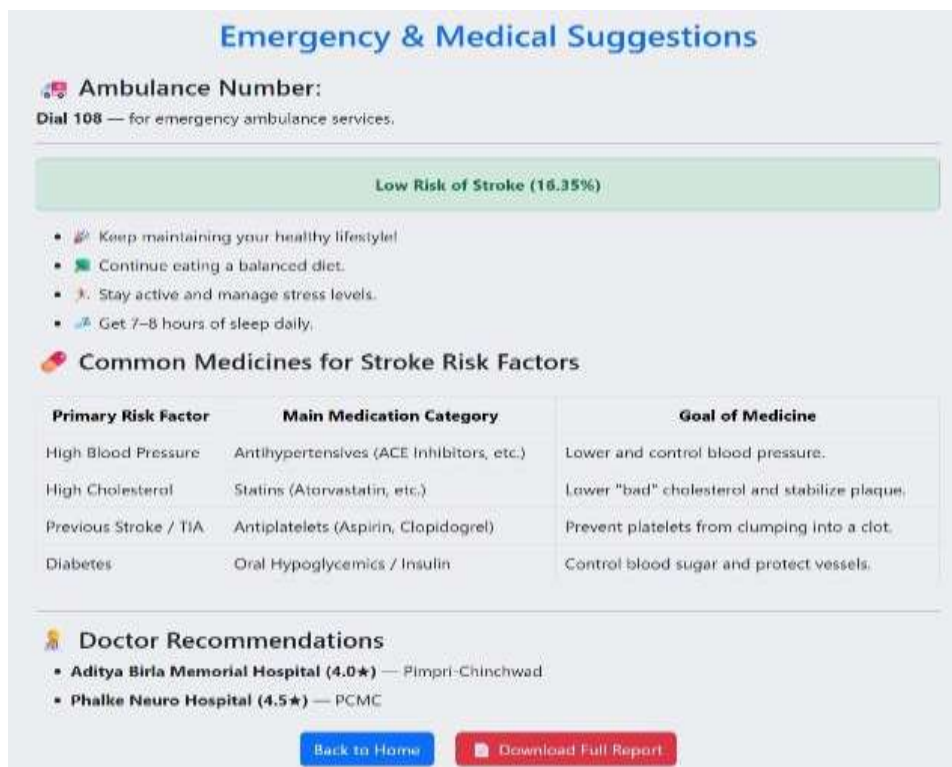 Emergency & Medical Suggestions
Ambulance Number:
Dial 108 — for emergency ambulance services.
Low Risk of Stroke (16.35%)
Keep maintaining your healthy lifestyle!
Continue eating a balanced diet.
Stay active and manage stress levels.
Get 7–8 hours of sleep daily.
Common Medicines for Stroke Risk Factors
Primary Risk Factor Main Medication Category Goal of Medicine
High Blood Pressure Antihypertensives (ACE Inhibitors, etc.) Lower and control blood pressure.
High Cholesterol Statins (Atorvastatin, etc.) Lower "bad" cholesterol and stabilize plaque.
Previous Stroke / TIA Antiplatelets (Aspirin, Clopidogrel) Prevent platelets from clumping into a clot.
Diabetes Oral Hypoglycemics / Insulin Control blood sugar and protect vessels.
Doctor Recommendations
Aditya Birla Memorial Hospital (4.0★) — Pimpri-Chinchwad
Phalke Neuro Hospital (4.5★) — PCMC
Back to Home Download Full Report